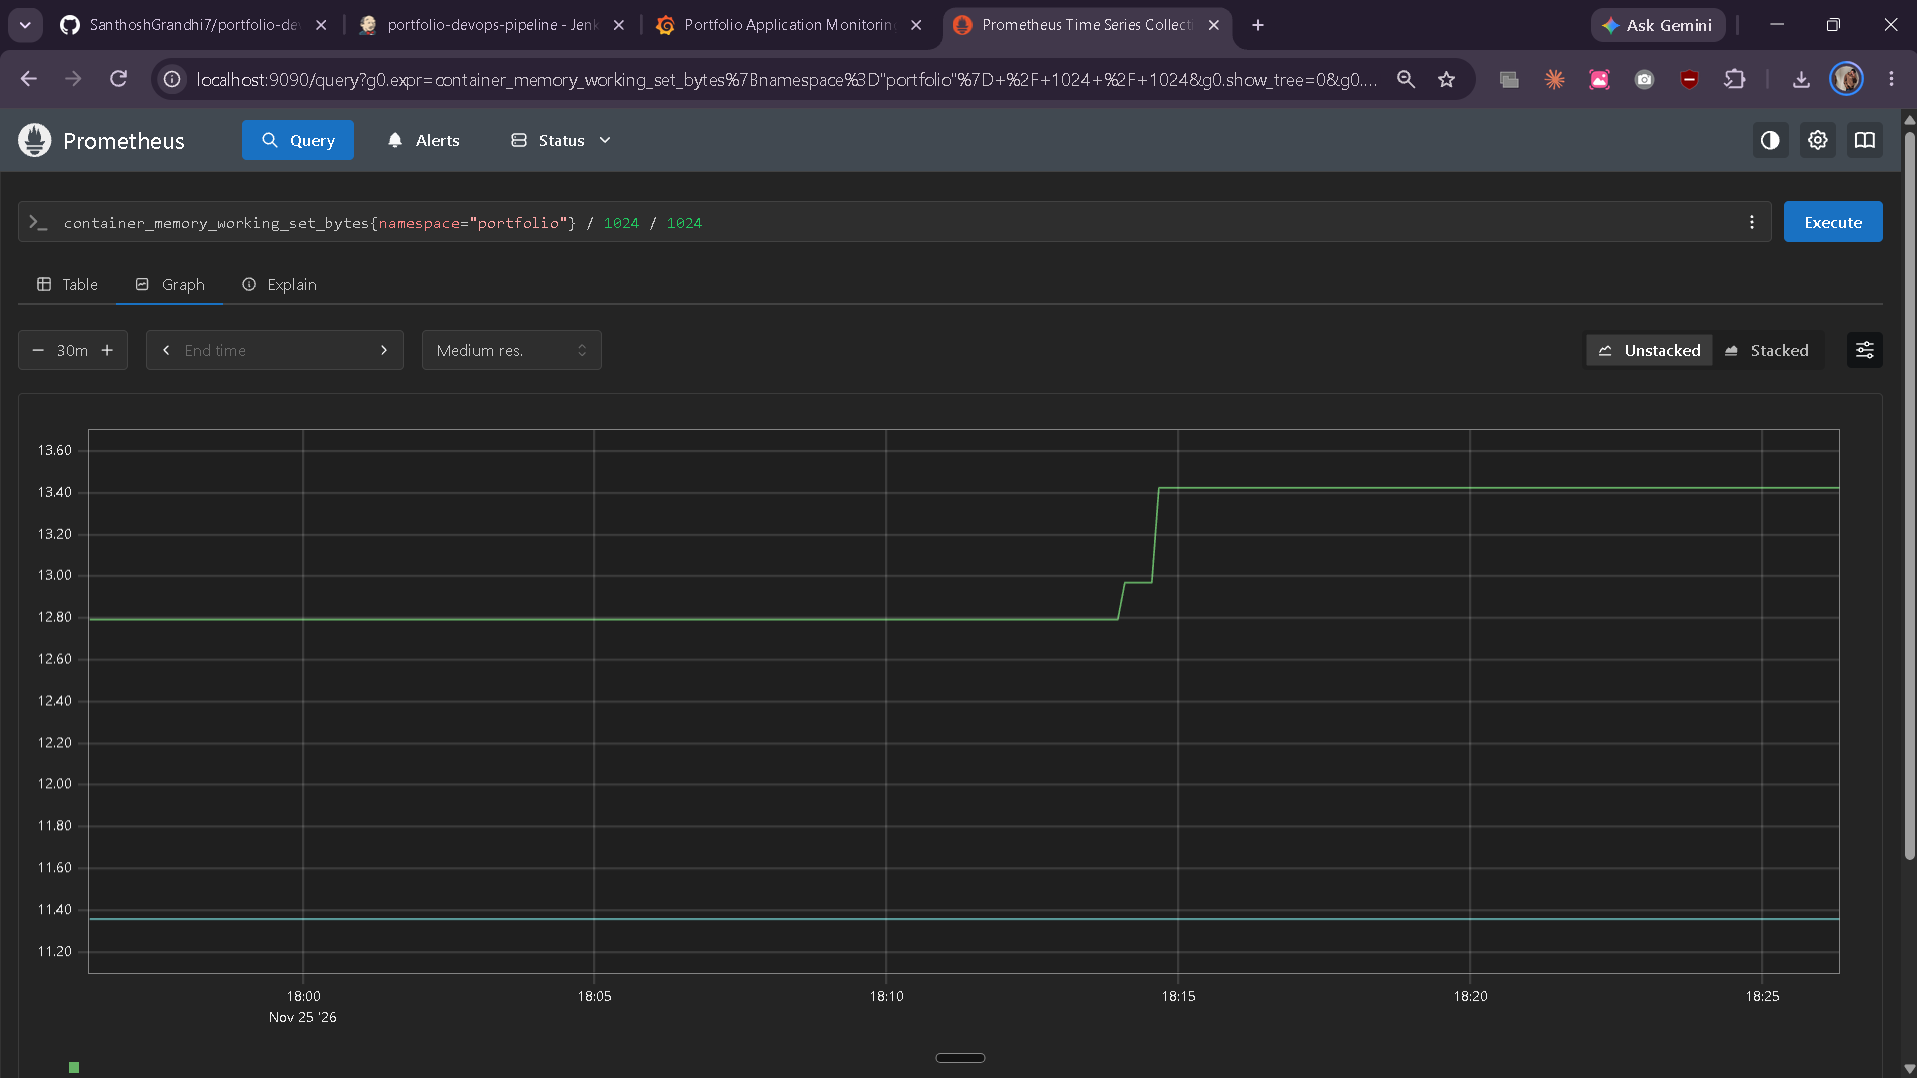 SanthoshGrandhi7/portfolio-de
portfolio-devops-pipeline - Jenk
Portfolio Application Monitorin
Prometheus Time Series Collecti
Ask Gemini
localhost:9090/query?g0.expr=container_memory_working_set_bytes%7Bnamespace%3D"portfolio"%7D+%2F+1024+%2F+1024&g0.show_tree=0&g0....
Prometheus
Query
Alerts
Status
container_memory_working_set_bytes{namespace="portfolio"} / 1024 / 1024
Execute
Table
Graph
Explain
30m
End time
Medium res.
Unstacked
Stacked
13.60
13.40
13.20
13.00
12.80
12.60
12.40
12.20
12.00
11.80
11.60
11.40
11.20
18:00
18:05
18:10
18:15
18:20
18:25
Nov 25 '26